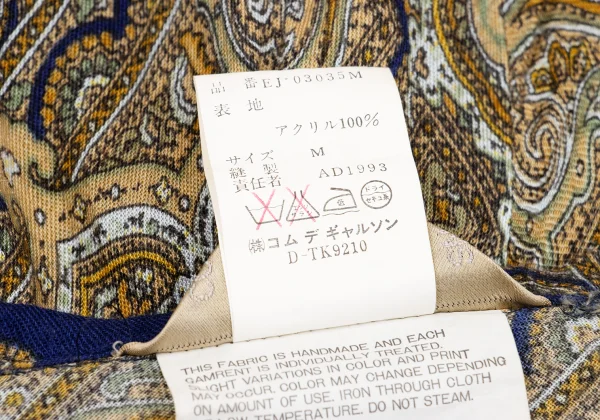 品 番 EJ-03035M
表 地
アクリル100%
サイズ M
縫 製 AD1993
責任者
低 ドライ セキユ系
㈱コム デ ギャルソン
D-TK9210
THIS FABRIC IS HANDMADE AND EACH
GAMRENT IS INDIVIDUALLY TREATED.
SLIGHT VARIATIONS IN COLOR AND PRINT
MAY OCCUR. COLOR MAY CHANGE DEPENDING
ON AMOUNT OF USE. IRON THROUGH CLOTH
LOW TEMPERATURE. DO NOT STEAM.